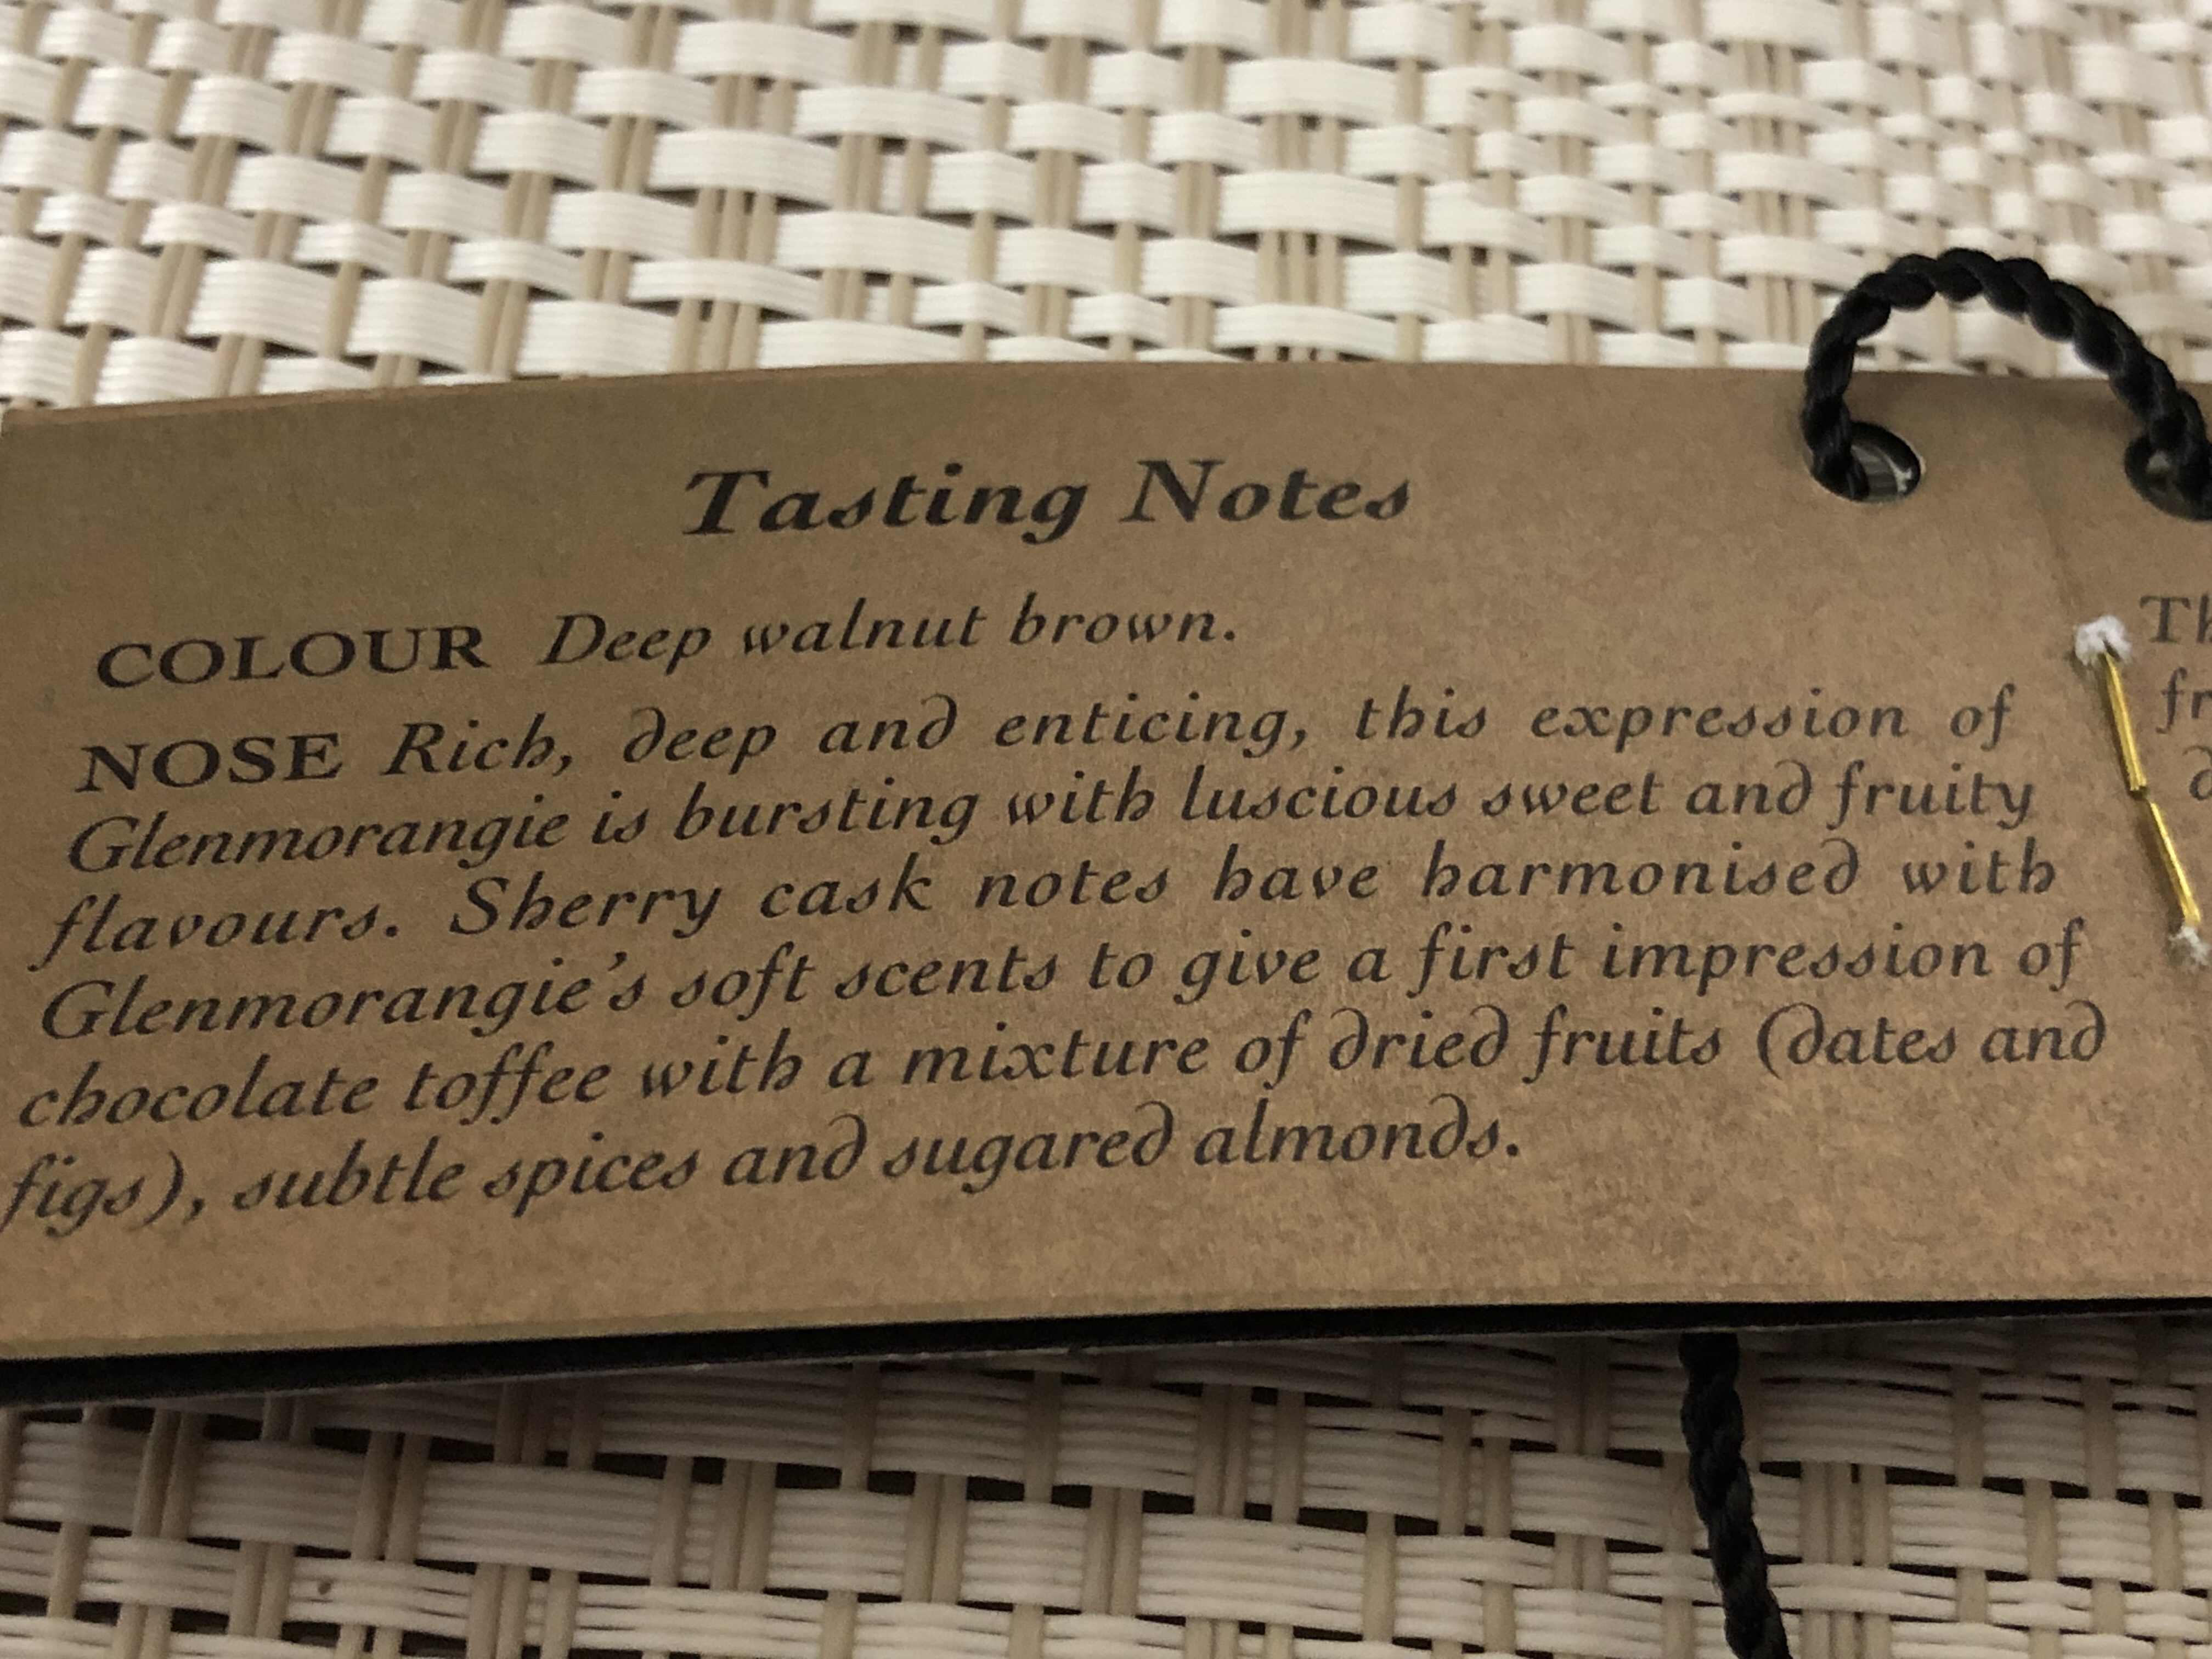 Tasting Notes
COLOUR Deep walnut brown.
NOSE Rich, deep and enticing, this expression of
Glenmorangie is bursting with luscious sweet and fruity
flavours. Sherry cask notes have harmonised with
Glenmorangie's soft scents to give a first impression of
chocolate toffee with a mixture of dried fruits (dates and
figs), subtle spices and sugared almonds.